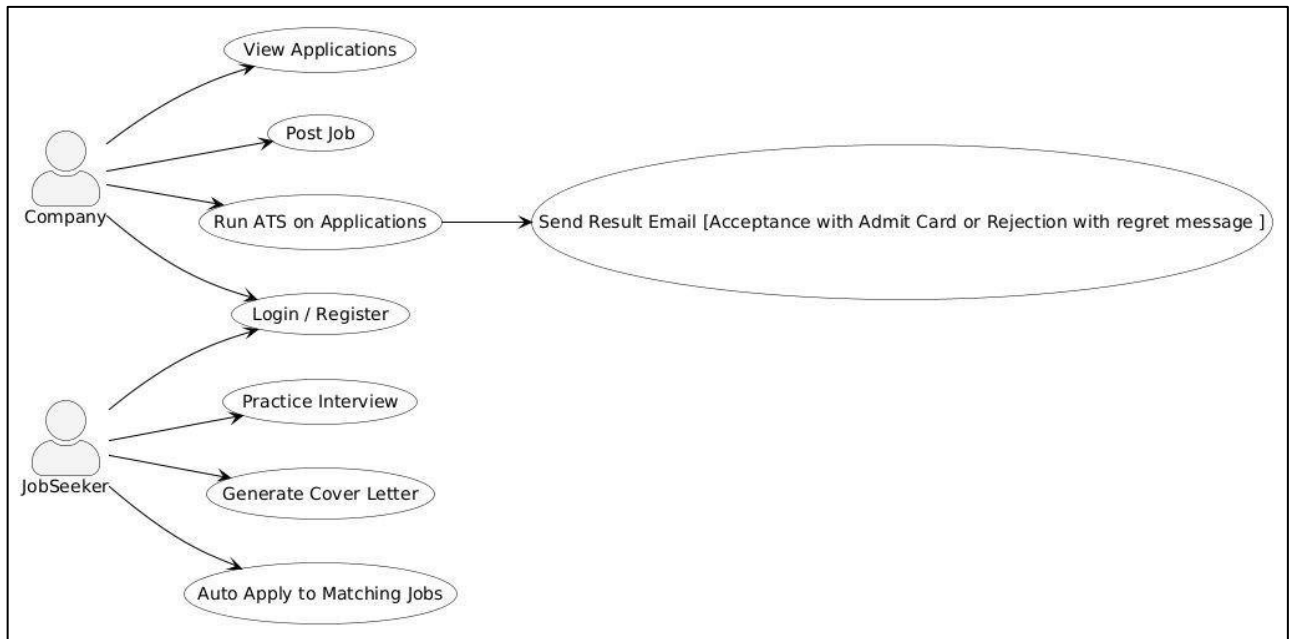 View Applications
Post Job
Company
Run ATS on Applications
Send Result Email [Acceptance with Admit Card or Rejection with regret message ]
Login / Register
Practice Interview
JobSeeker
Generate Cover Letter
Auto Apply to Matching Jobs